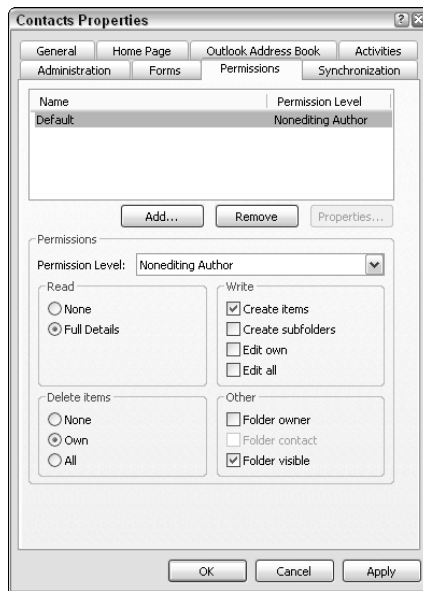 Contacts Properties
General Home Page Outlook Address Book Activities
Administration Forms Permissions Synchronization
Name Permission Level
Default Nonediting Author
Add... Remove Properties...
Permissions
Permission Level: Nonediting Author
Read Write
None Create items
Full Details Create subfolders
Edit own
Edit all
Delete items Other
None Folder owner
Own Folder contact
All Folder visible
OK Cancel Apply